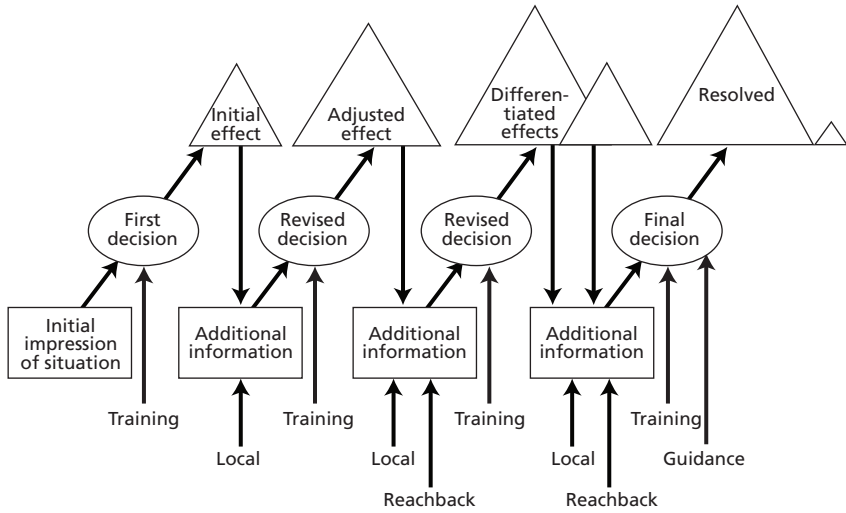 Initial
effect
Adjusted
effect
Differen-
tiated
effects
Resolved
First
decision
Revised
decision
Revised
decision
Final
decision
Initial
impression
of situation
Additional
information
Additional
information
Additional
information
Training
Training
Training
Training
Local
Local
Local
Guidance
Reachback
Reachback